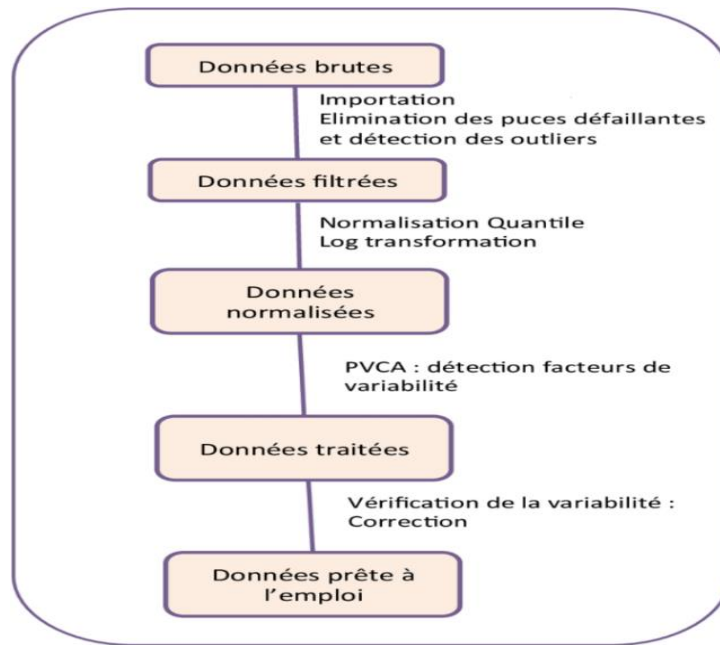 Données brutes
Importation
Elimination des puces défaillantes
et détection des outliers
Données filtrées
Normalisation Quantile
Log transformation
Données
normalisées
PVCA : détection facteurs de
variabilité
Données traitées
Vérification de la variabilité :
Correction
Données prête à
l'emploi